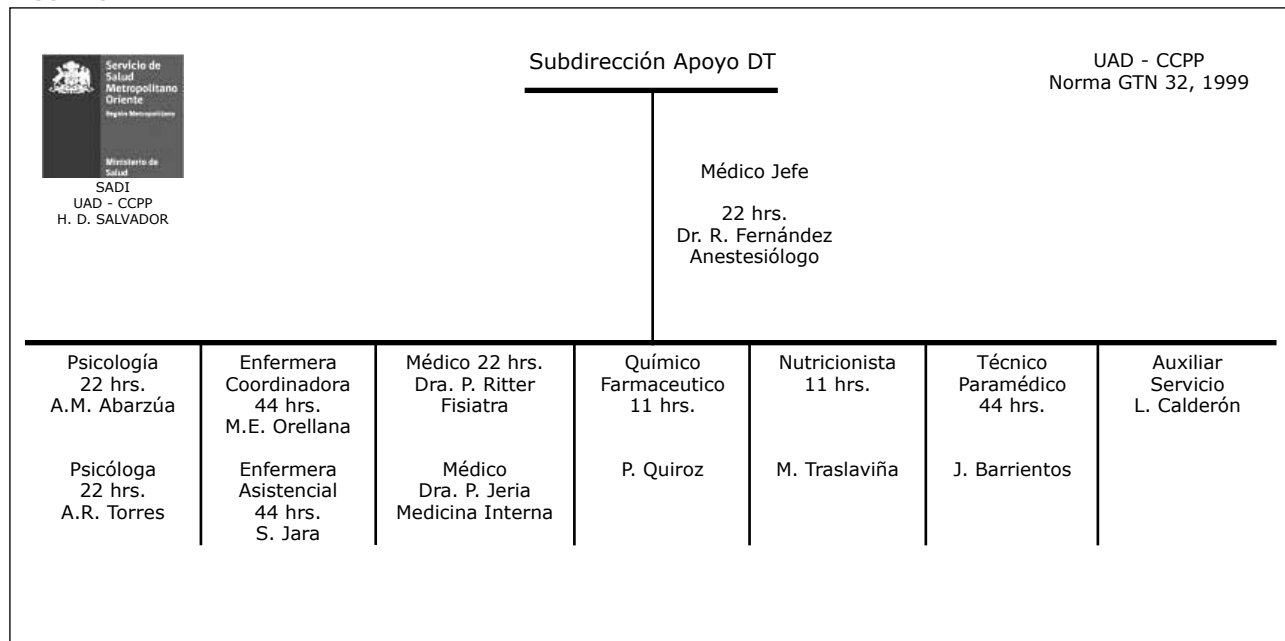 Servicio de
Salud
Metropolitano
Oriente
Región Metropolitana
Ministerio de
Salud
SADI
UAD - CCPP
H. D. SALVADOR
Subdirección Apoyo DT
UAD - CCPP
Norma GTN 32, 1999
Médico Jefe
22 hrs.
Dr. R. Fernández
Anestesiólogo
Psicología
22 hrs.
A.M. Abarzúa
Psicóloga
22 hrs.
A.R. Torres
Enfermera
Coordinadora
44 hrs.
M.E. Orellana
Enfermera
Asistencial
44 hrs.
S. Jara
Médico 22 hrs.
Dra. P. Ritter
Fisiatra
Médico
Dra. P. Jeria
Medicina Interna
Químico
Farmaceutico
11 hrs.
P. Quiroz
Nutricionista
11 hrs.
M. Traslaviña
Técnico
Paramédico
44 hrs.
J. Barrientos
Auxiliar
Servicio
L. Calderón